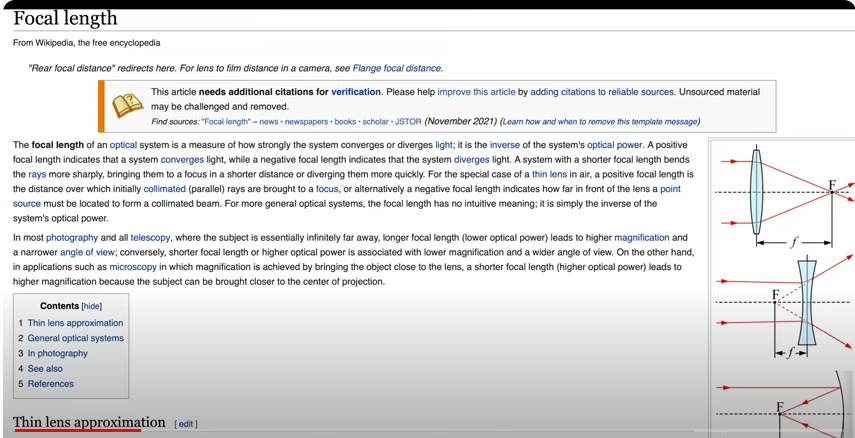 Focal length
From Wikipedia, the free encyclopedia
"Rear focal distance" redirects here. For lens to film distance in a camera, see Flange focal distance.
This article needs additional citations for verification. Please help improve this article by adding citations to reliable sources. Unsourced material
may be challenged and removed.
Find sources: "Focal length" – news · newspapers · books · scholar · JSTOR (November 2021) (Learn how and when to remove this template message)
The focal length of an optical system is a measure of how strongly the system converges or diverges light; it is the inverse of the system's optical power. A positive
focal length indicates that a system converges light, while a negative focal length indicates that the system diverges light. A system with a shorter focal length bends
the rays more sharply, bringing them to a focus in a shorter distance or diverging them more quickly. For the special case of a thin lens in air, a positive focal length is
the distance over which initially collimated (parallel) rays are brought to a focus, or alternatively a negative focal length indicates how far in front of the lens a point
source must be located to form a collimated beam. For more general optical systems, the focal length has no intuitive meaning; it is simply the inverse of the
system's optical power.
In most photography and all telescopy, where the subject is essentially infinitely far away, longer focal length (lower optical power) leads to higher magnification and
a narrower angle of view; conversely, shorter focal length or higher optical power is associated with lower magnification and a wider angle of view. On the other hand,
in applications such as microscopy in which magnification is achieved by bringing the object close to the lens, a shorter focal length (higher optical power) leads to
higher magnification because the subject can be brought closer to the center of projection.
Contents [hide]
1 Thin lens approximation
2 General optical systems
3 In photography
4 See also
5 References
Thin lens approximation [ edit ]
F
f
F
f
F